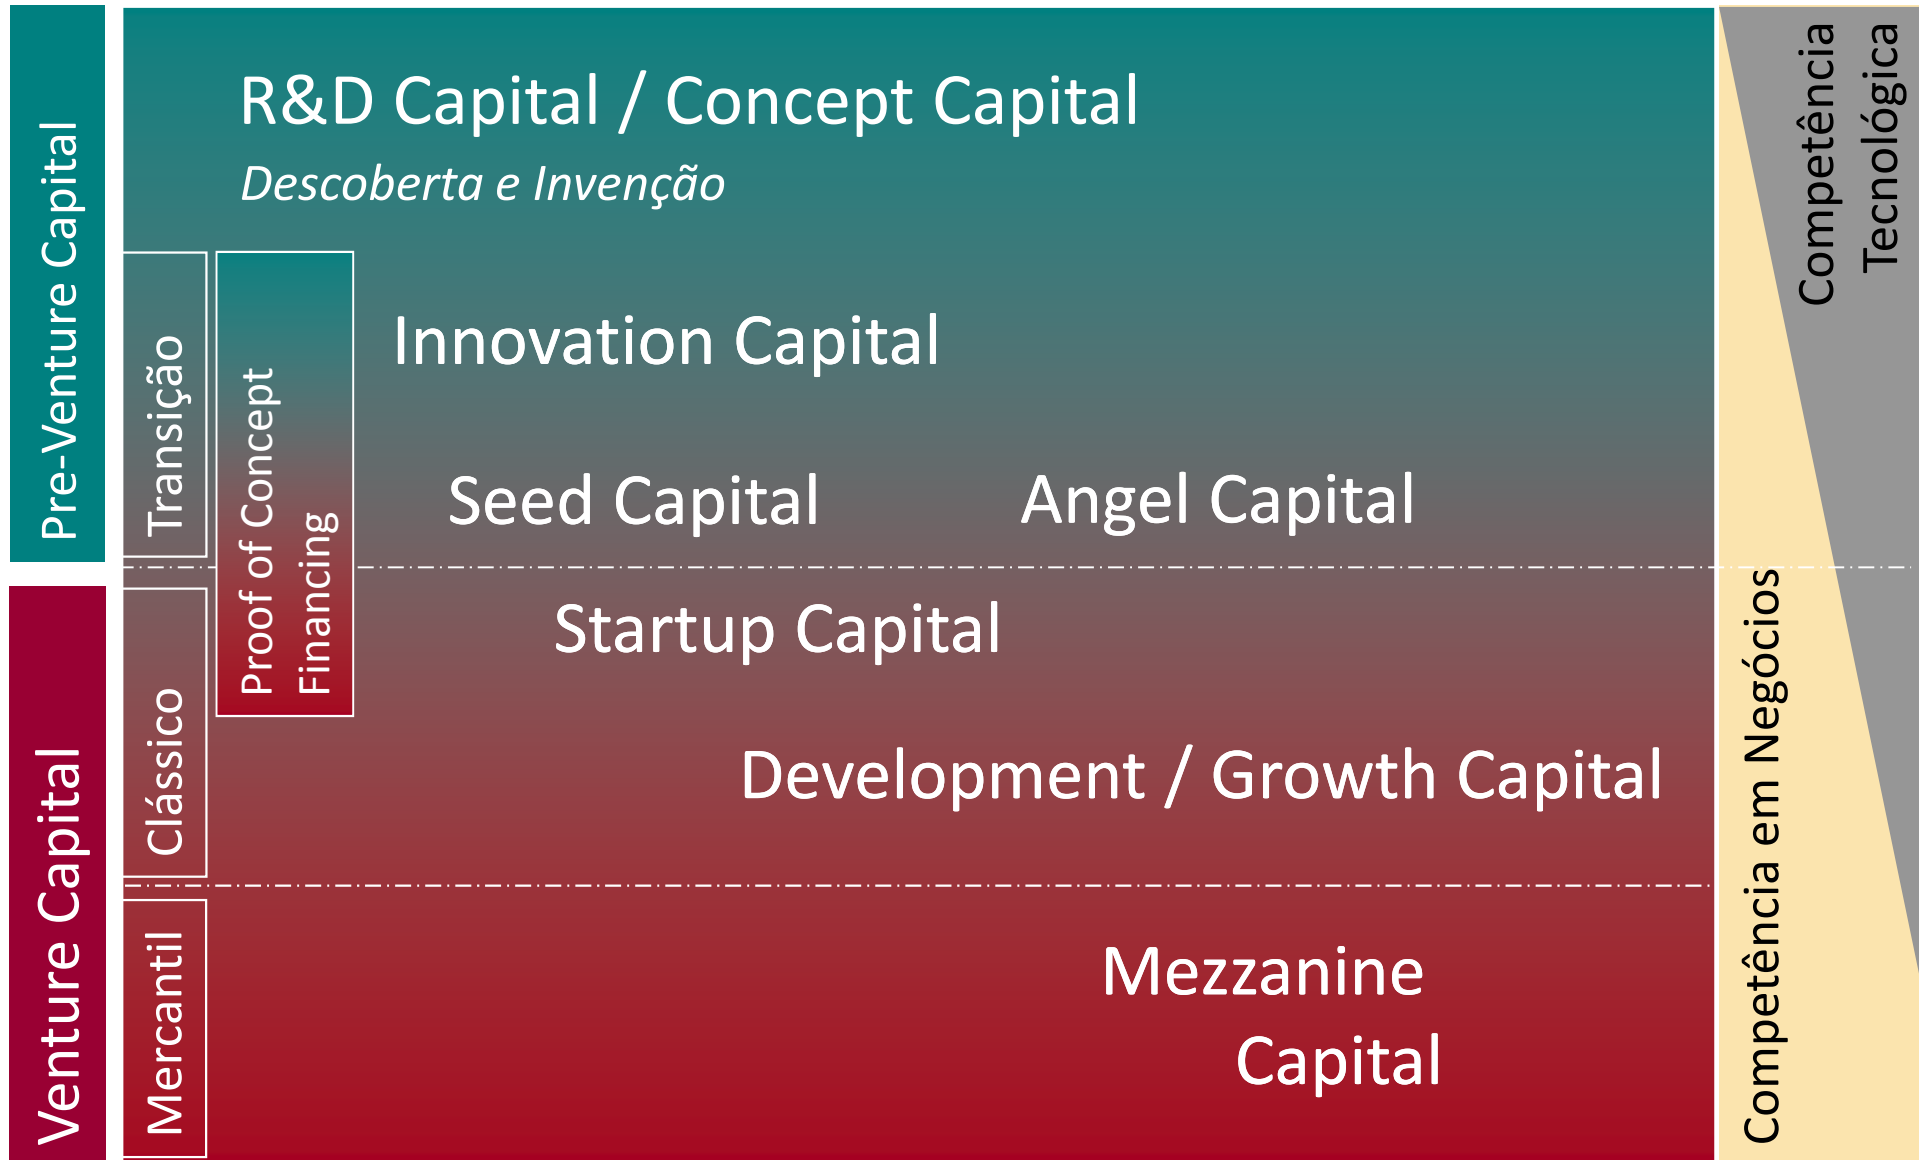 Pre-Venture Capital
Venture Capital
R&D Capital / Concept Capital
Descoberta e Invenção
Transição
Clássico
Mercantil
Proof of Concept
Financing
Innovation Capital
Seed Capital
Angel Capital
Startup Capital
Development / Growth Capital
Mezzanine
Capital
Competência
Tecnológica
Competência em Negócios